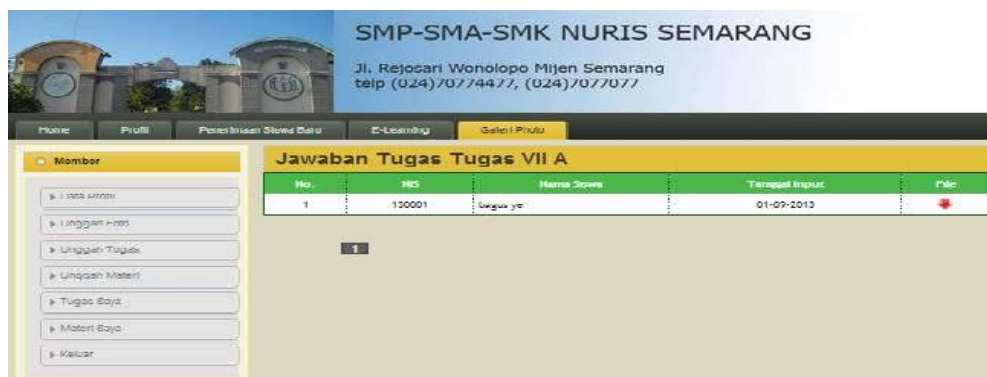 SMP-SMA-SMK NURIS SEMARANG
Jl. Rejosari Wonolopo Mijen Semarang
telp (024)70774477, (024)7077077
Home Profil Penerimaan Siswa Baru E-Learning Galeri Photo
Member
Jawaban Tugas Tugas VII A
No. NIS Nama Siswa Tanggal Input File
1 130001 bagus ye 01-09-2013
Data Profil
Unggah Foto
Unggah Tugas
1
Unggah Materi
Tugas Saya
Materi Saya
Keluar